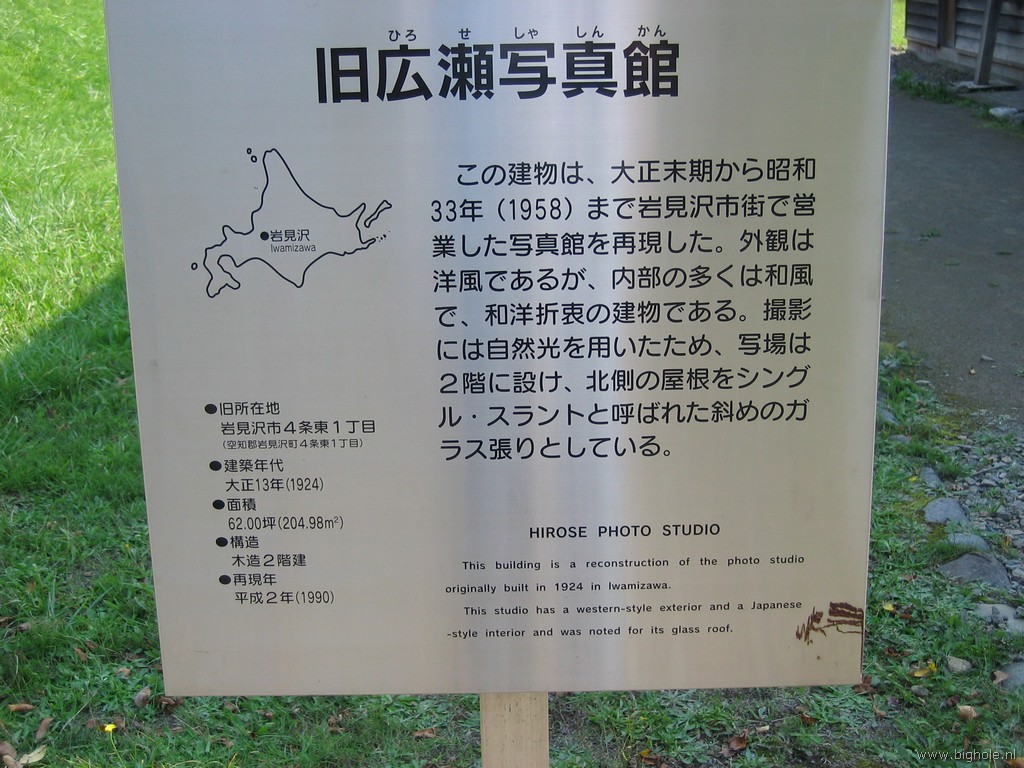 ひろせしゃしんかん
旧広瀬写真館
岩見沢
Iwamizawa
この建物は、大正末期から昭和
33年（1958）まで岩見沢市街で営
業した写真館を再現した。外観は
洋風であるが、内部の多くは和風
で、和洋折衷の建物である。撮影
には自然光を用いたため、写場は
２階に設け、北側の屋根をシング
ル・スラントと呼ばれた斜めのガ
ラス張りとしている。
●旧所在地
岩見沢市４条東１丁目
（空知郡岩見沢町４条東１丁目）
●建築年代
大正13年(1924)
●面積
62.00坪(204.98m²)
●構造
木造２階建
●再現年
平成２年(1990)
HIROSE PHOTO STUDIO
This building is a reconstruction of the photo studio
originally built in 1924 in Iwamizawa.
This studio has a western-style exterior and a Japanese
-style interior and was noted for its glass roof.
www.bighole.nl